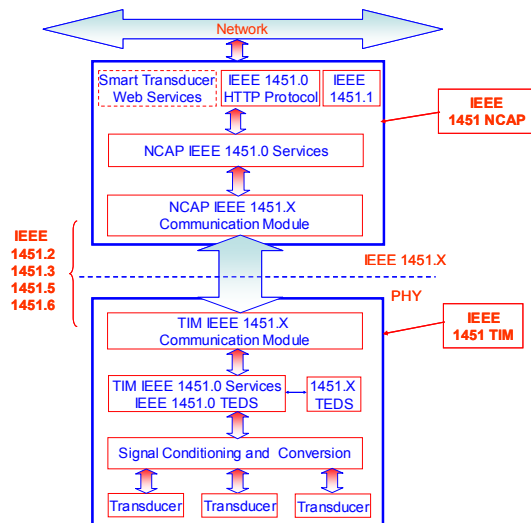 Network
Smart Transducer
Web Services
IEEE 1451.0
HTTP Protocol
IEEE
1451.1
IEEE
1451 NCAP
NCAP IEEE 1451.0 Services
NCAP IEEE 1451.X
Communication Module
IEEE
1451.2
1451.3
1451.5
1451.6
IEEE 1451.X
PHY
IEEE
1451 TIM
TIM IEEE 1451.X
Communication Module
TIM IEEE 1451.0 Services
IEEE 1451.0 TEDS
1451.X
TEDS
Signal Conditioning and Conversion
Transducer
Transducer
Transducer